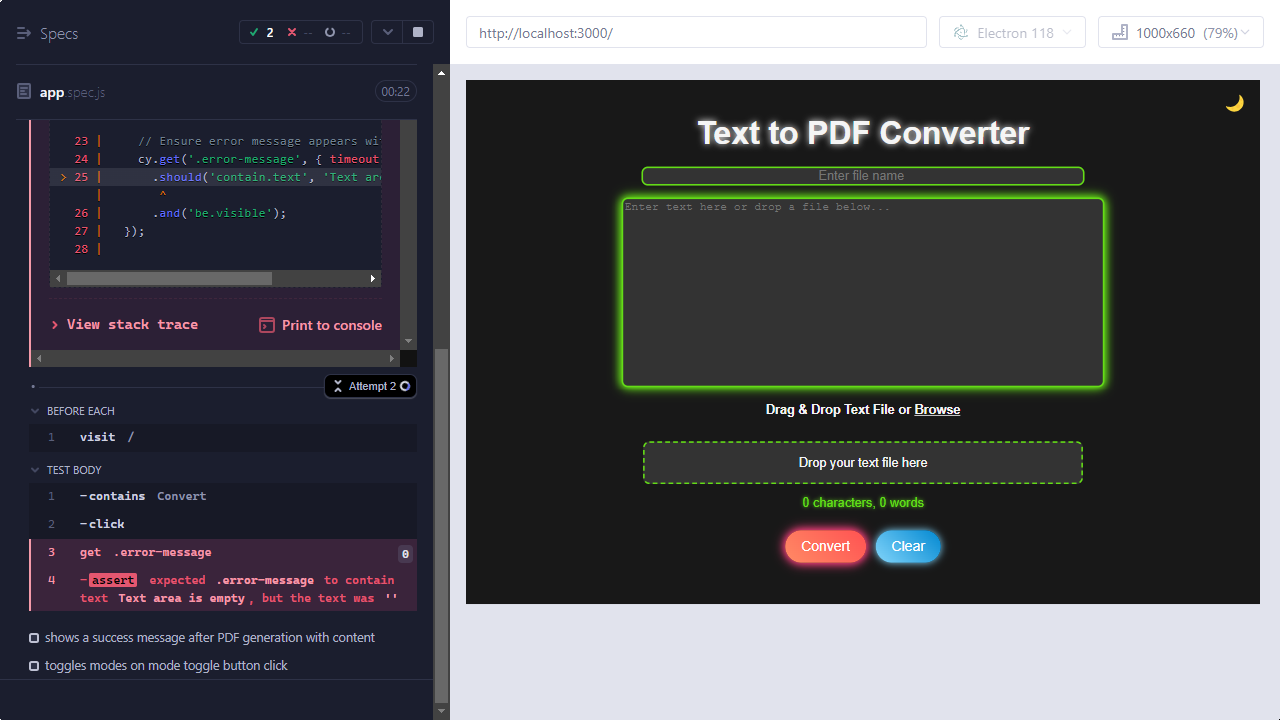 Specs
2
--
--
app spec.js
00:22
23 | // Ensure error message appears wi
24 | cy.get('.error-message', { timeout
> 25 | .should('contain.text', 'Text are
| ^
26 | .and('be.visible');
27 | });
28 |
View stack trace
Print to console
Attempt 2
BEFORE EACH
1 visit /
TEST BODY
1 -contains Convert
2 -click
3 get .error-message 0
4 -assert expected .error-message to contain
text Text area is empty, but the text was ''
shows a success message after PDF generation with content
toggles modes on mode toggle button click
http://localhost:3000/
Electron 118
1000x660 (79%)
Text to PDF Converter
Enter file name
Enter text here or drop a file below...
Drag & Drop Text File or Browse
Drop your text file here
0 characters, 0 words
Convert
Clear